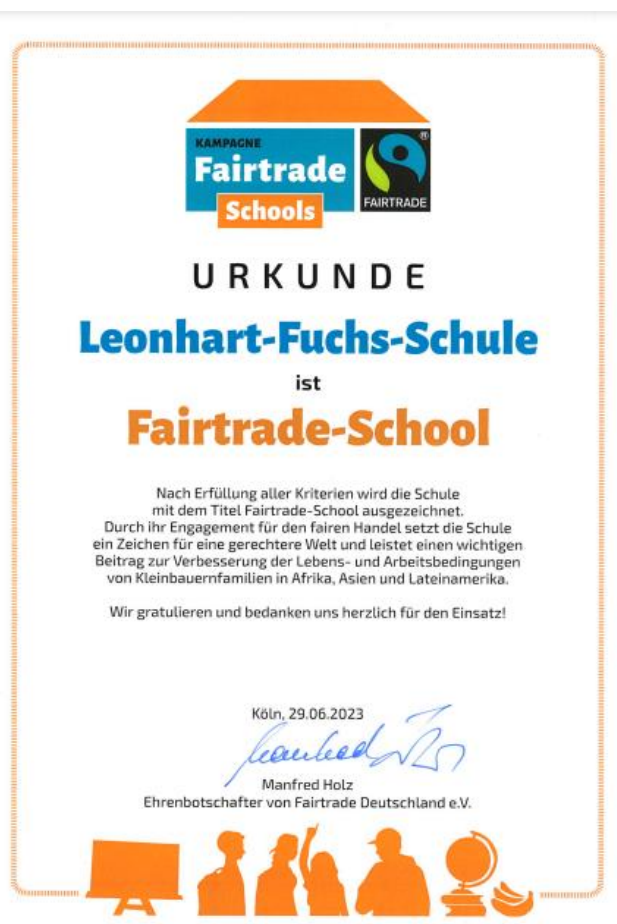 KAMPAGNE
Fairtrade
Schools
®
FAIRTRADE
URKUNDE
Leonhart-Fuchs-Schule
ist
Fairtrade-School
Nach Erfüllung aller Kriterien wird die Schule
mit dem Titel Fairtrade-School ausgezeichnet.
Durch ihr Engagement für den fairen Handel setzt die Schule
ein Zeichen für eine gerechtere Welt und leistet einen wichtigen
Beitrag zur Verbesserung der Lebens- und Arbeitsbedingungen
von Kleinbauernfamilien in Afrika, Asien und Lateinamerika.
Wir gratulieren und bedanken uns herzlich für den Einsatz!
Köln, 29.06.2023
Manfred Holz
Ehrenbotschafter von Fairtrade Deutschland e.V.